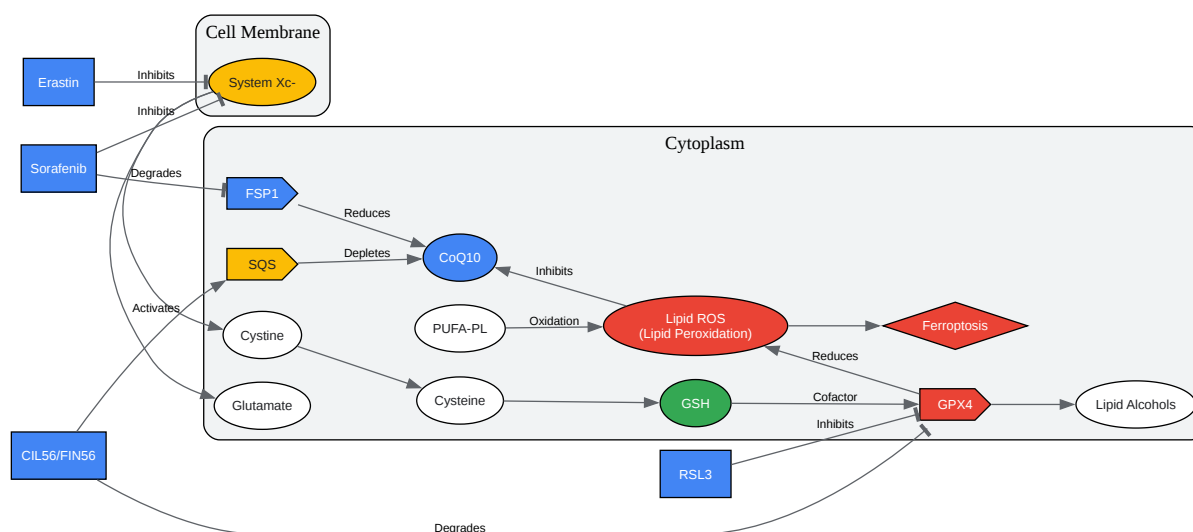 Cell Membrane
Erastin
Inhibits
System Xc-
Inhibits
Cytoplasm
Sorafenib
Degrades
FSP1
Reduces
SQS
Depletes
CoQ10
Inhibits
Activates
Cystine
PUFA-PL
Oxidation
Lipid ROS
(Lipid Peroxidation)
Ferroptosis
Reduces
Glutamate
Cysteine
GSH
Cofactor
GPX4
Lipid Alcohols
Inhibits
CIL56/FIN56
RSL3
Degrades